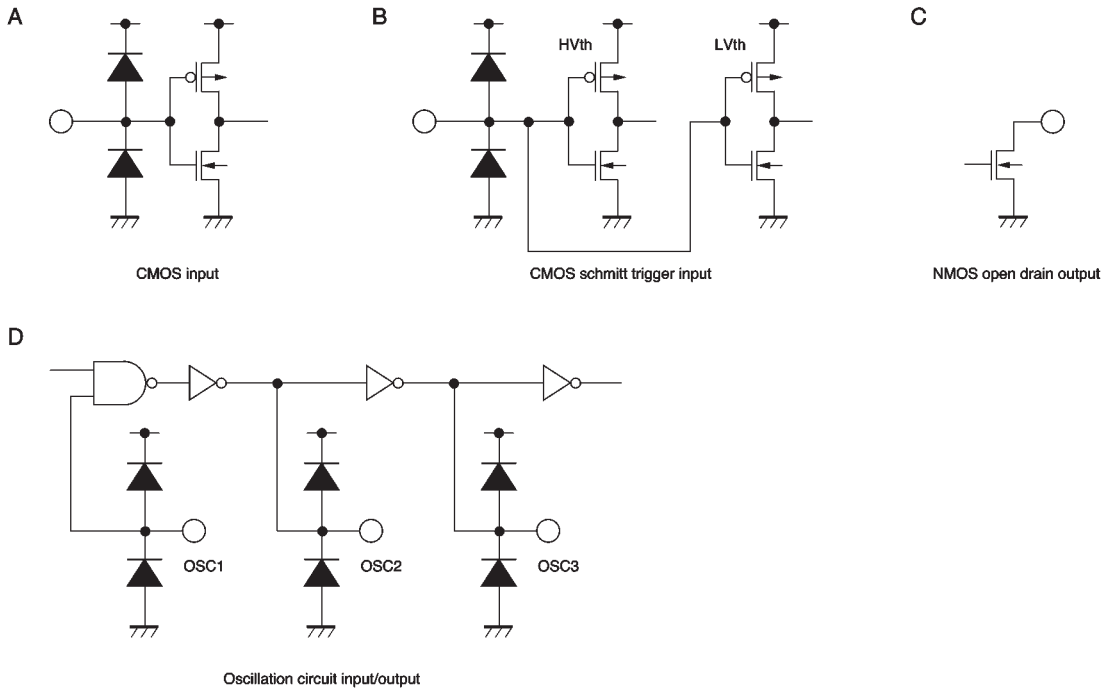 A
B
C
HVth
LVth
CMOS input
CMOS schmitt trigger input
NMOS open drain output
D
OSC1
OSC2
OSC3
Oscillation circuit input/output